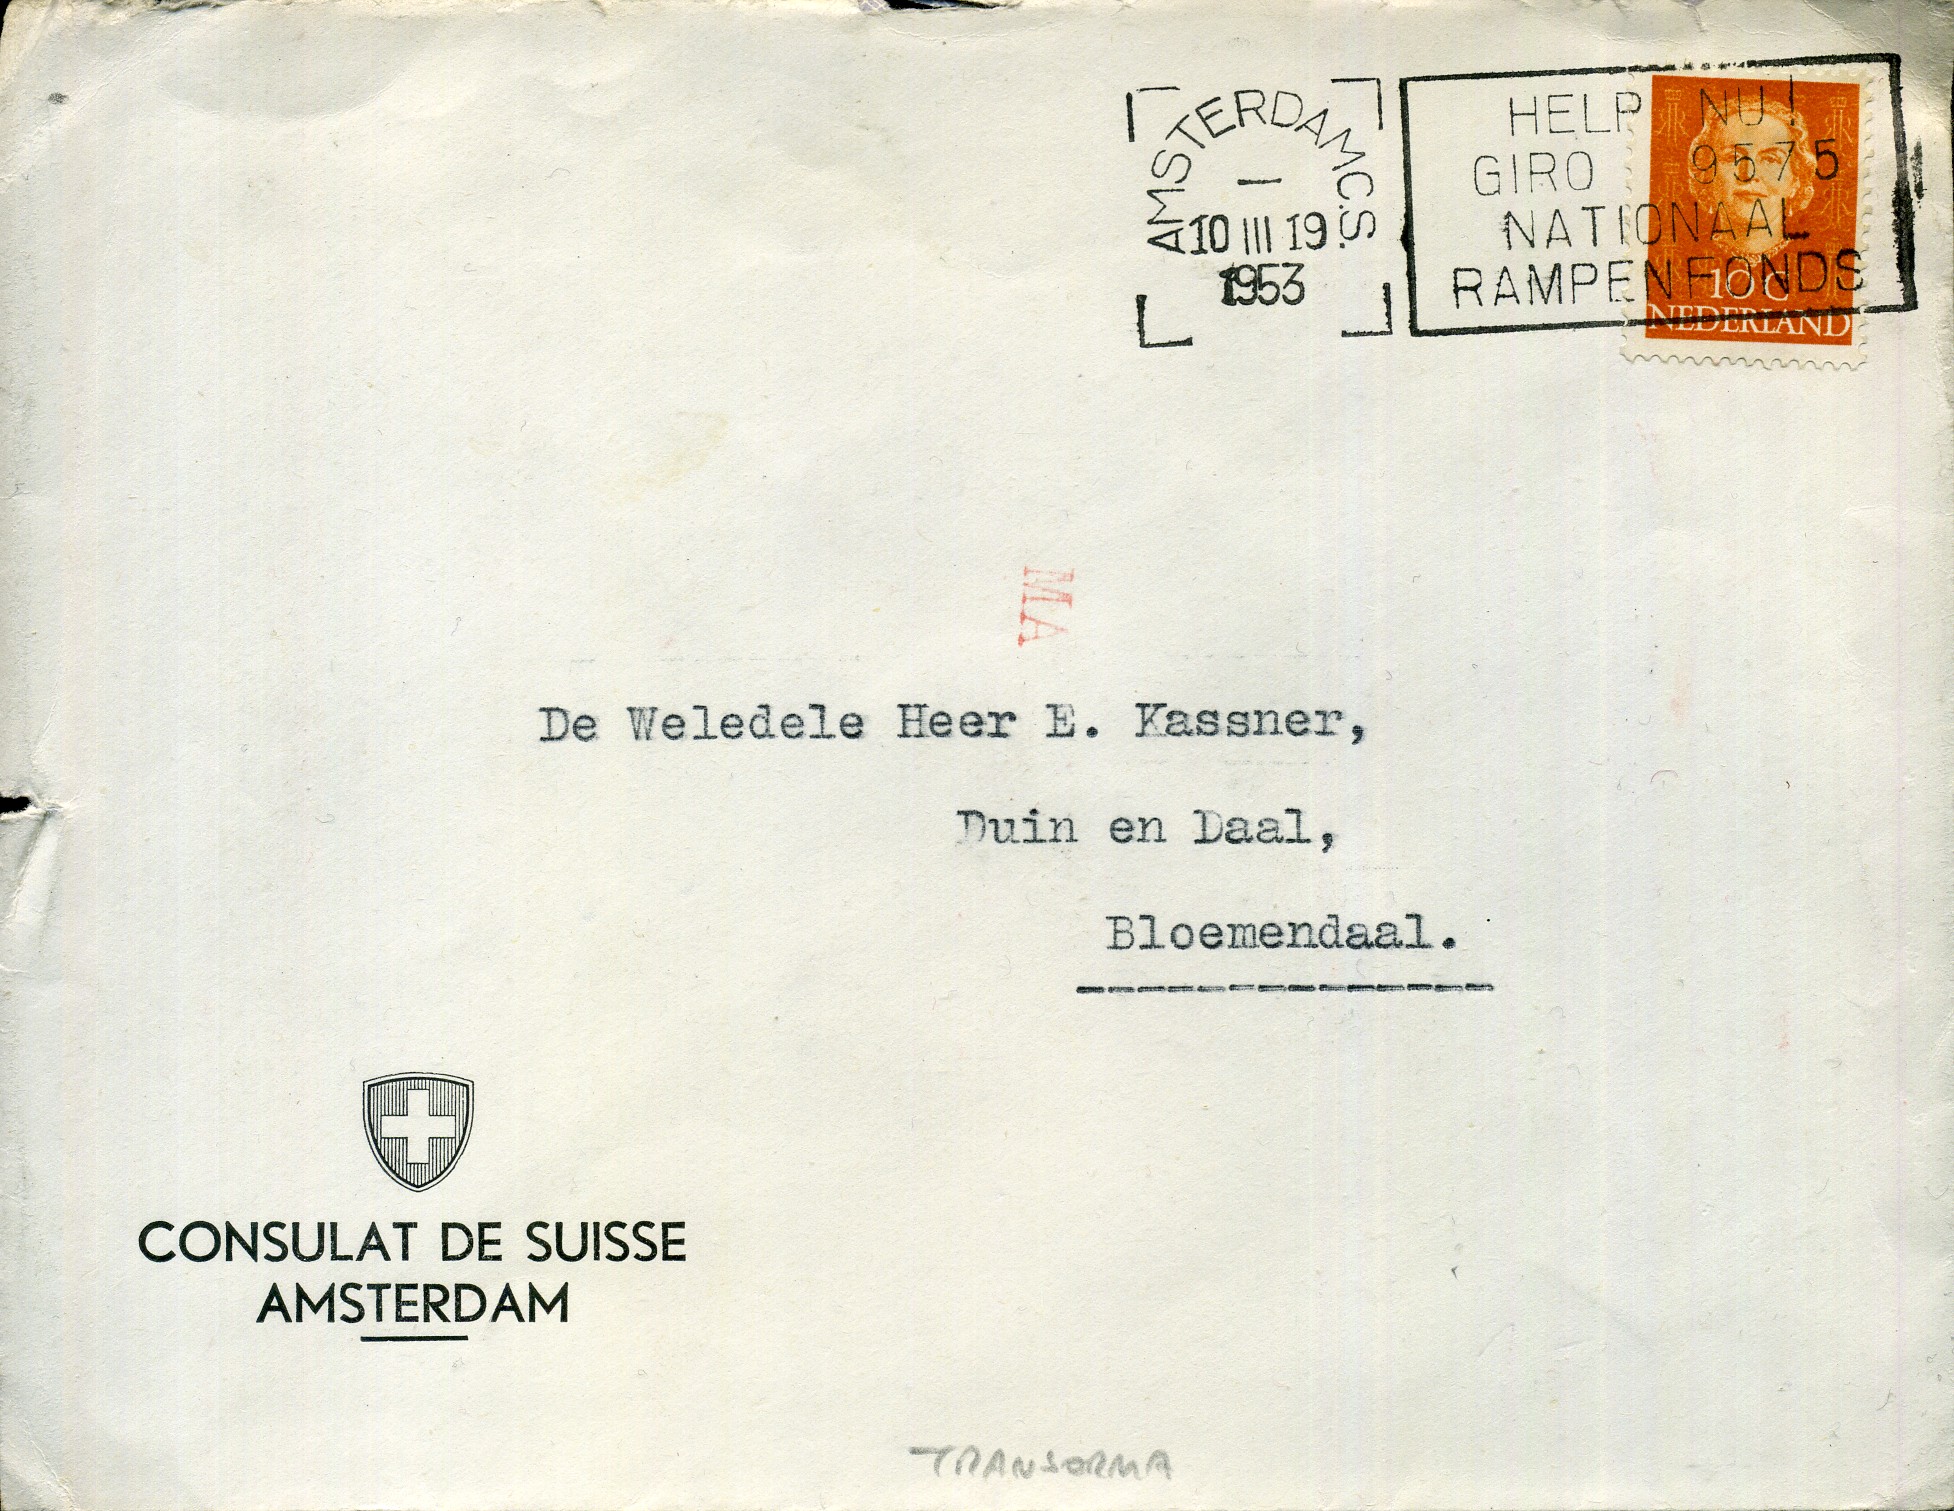 AMSTERDAM C.S.
I
10 III 19
1953
HELP NU!
GIRO 9575
NATIONAAL
RAMPENFONDS
10 C
NEDERLAND
MA
De Weledele Heer E. Kassner,
Duin en Daal,
Bloemendaal.
CONSULAT DE SUISSE
AMSTERDAM
TRANSORMA